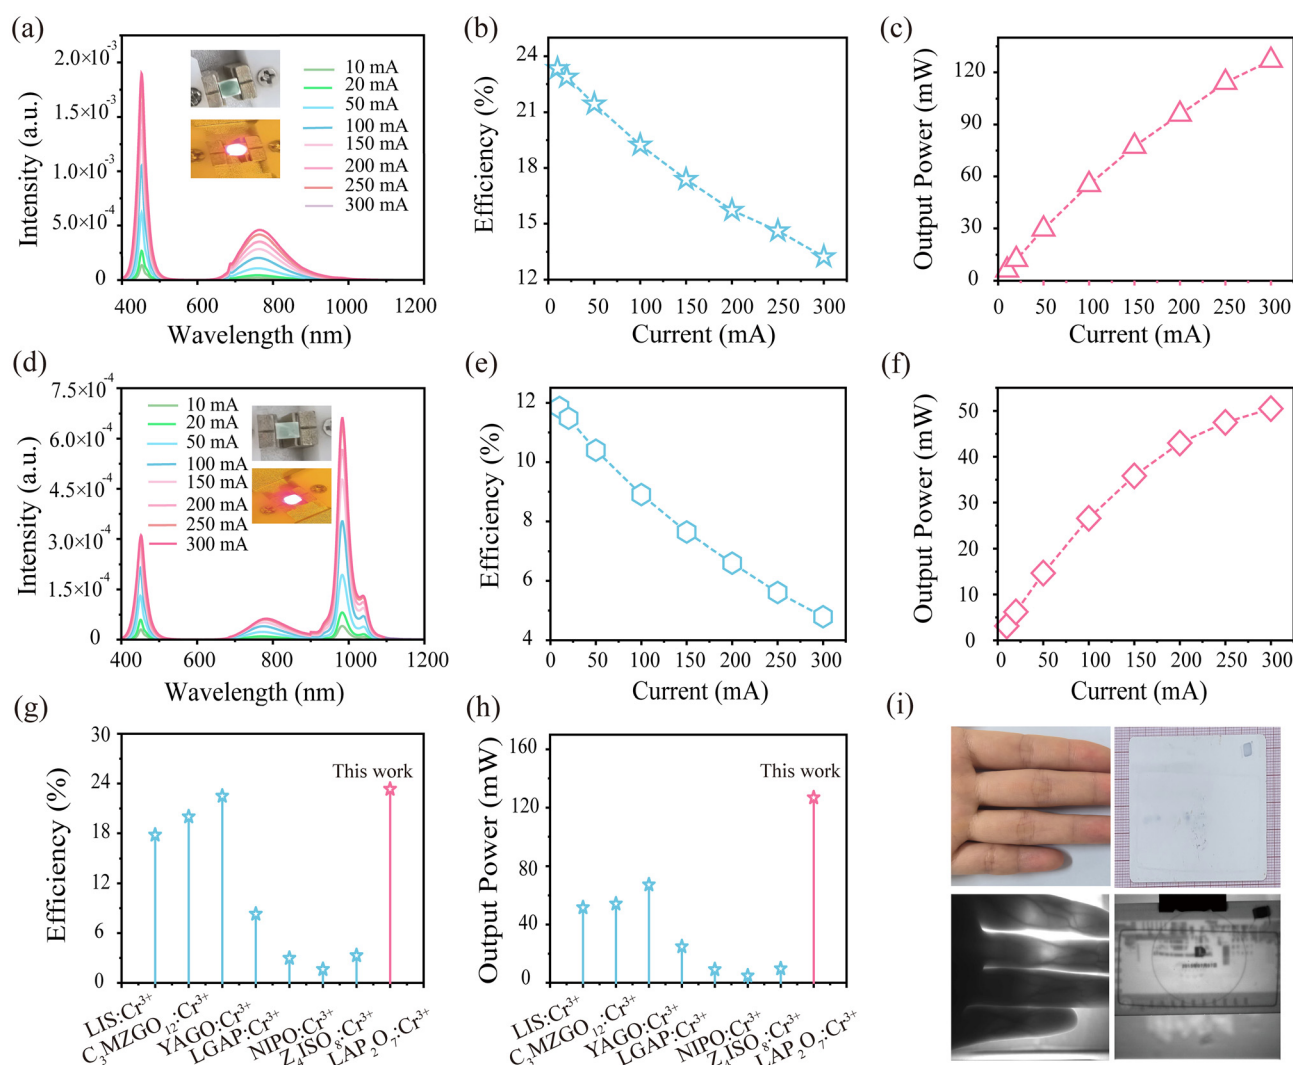 (a)
2.0×10⁻³
1.5×10⁻³
1.0×10⁻³
5.0×10⁻⁴
0
Intensity (a.u.)
400 600 800 1000 1200
Wavelength (nm)
10 mA
20 mA
50 mA
100 mA
150 mA
200 mA
250 mA
300 mA
(b)
24
21
18
15
12
Efficiency (%)
0 50 100 150 200 250 300
Current (mA)
(c)
120
90
60
30
0
Output Power (mW)
0 50 100 150 200 250 300
Current (mA)
(d)
7.5×10⁻⁴
6.0×10⁻⁴
4.5×10⁻⁴
3.0×10⁻⁴
1.5×10⁻⁴
0
Intensity (a.u.)
400 600 800 1000 1200
Wavelength (nm)
10 mA
20 mA
50 mA
100 mA
150 mA
200 mA
250 mA
300 mA
(e)
12
10
8
6
4
Efficiency (%)
0 50 100 150 200 250 300
Current (mA)
(f)
50
40
30
20
10
0
Output Power (mW)
0 50 100 150 200 250 300
Current (mA)
(g)
30
24
18
12
6
0
Efficiency (%)
This work
LIS:Cr³⁺
C₃MZGO₁₂:Cr³⁺
YAGO:Cr³⁺
LGAP:Cr³⁺
NIPO:Cr³⁺
Z₄ISO₈:Cr³⁺
LAP₂O₇:Cr³⁺
(h)
160
120
80
40
0
Output Power (mW)
This work
LIS:Cr³⁺
C₃MZGO₁₂:Cr³⁺
YAGO:Cr³⁺
LGAP:Cr³⁺
NIPO:Cr³⁺
Z₄ISO₈:Cr³⁺
LAP₂O₇:Cr³⁺
(i)